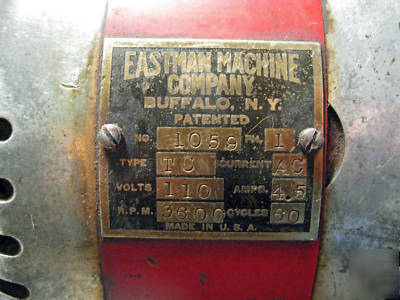 EASTMAN MACHINE
COMPANY
BUFFALO, N.Y.
PATENTED
NO. 1059 PH. 1
TYPE TC CURRENT AC
VOLTS 110 AMPS. 4.5
R.P.M. 3600 CYCLES 60
MADE IN U.S.A.